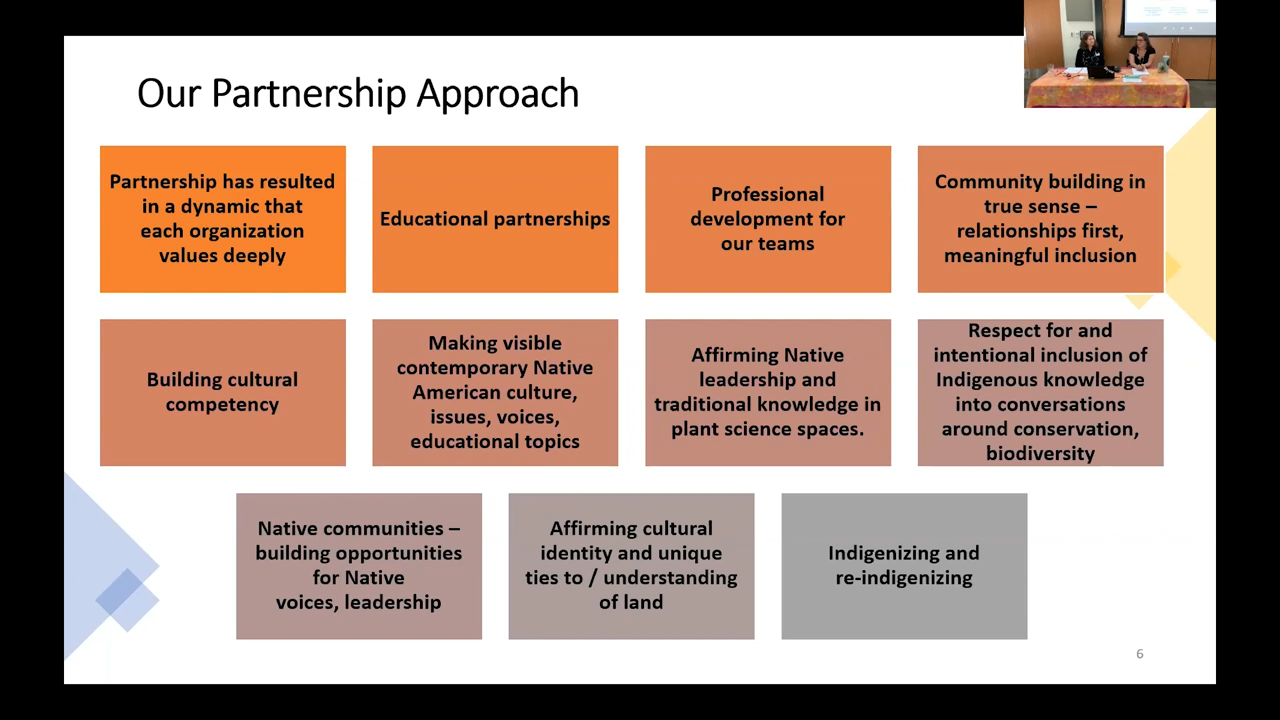 Our Partnership Approach
Partnership has resulted
in a dynamic that
each organization
values deeply
Educational partnerships
Professional
development for
our teams
Community building in
true sense –
relationships first,
meaningful inclusion
Building cultural
competency
Making visible
contemporary Native
American culture,
issues, voices,
educational topics
Affirming Native
leadership and
traditional knowledge in
plant science spaces.
Respect for and
intentional inclusion of
Indigenous knowledge
into conversations
around conservation,
biodiversity
Native communities –
building opportunities
for Native
voices, leadership
Affirming cultural
identity and unique
ties to / understanding
of land
Indigenizing and
re-indigenizing
6